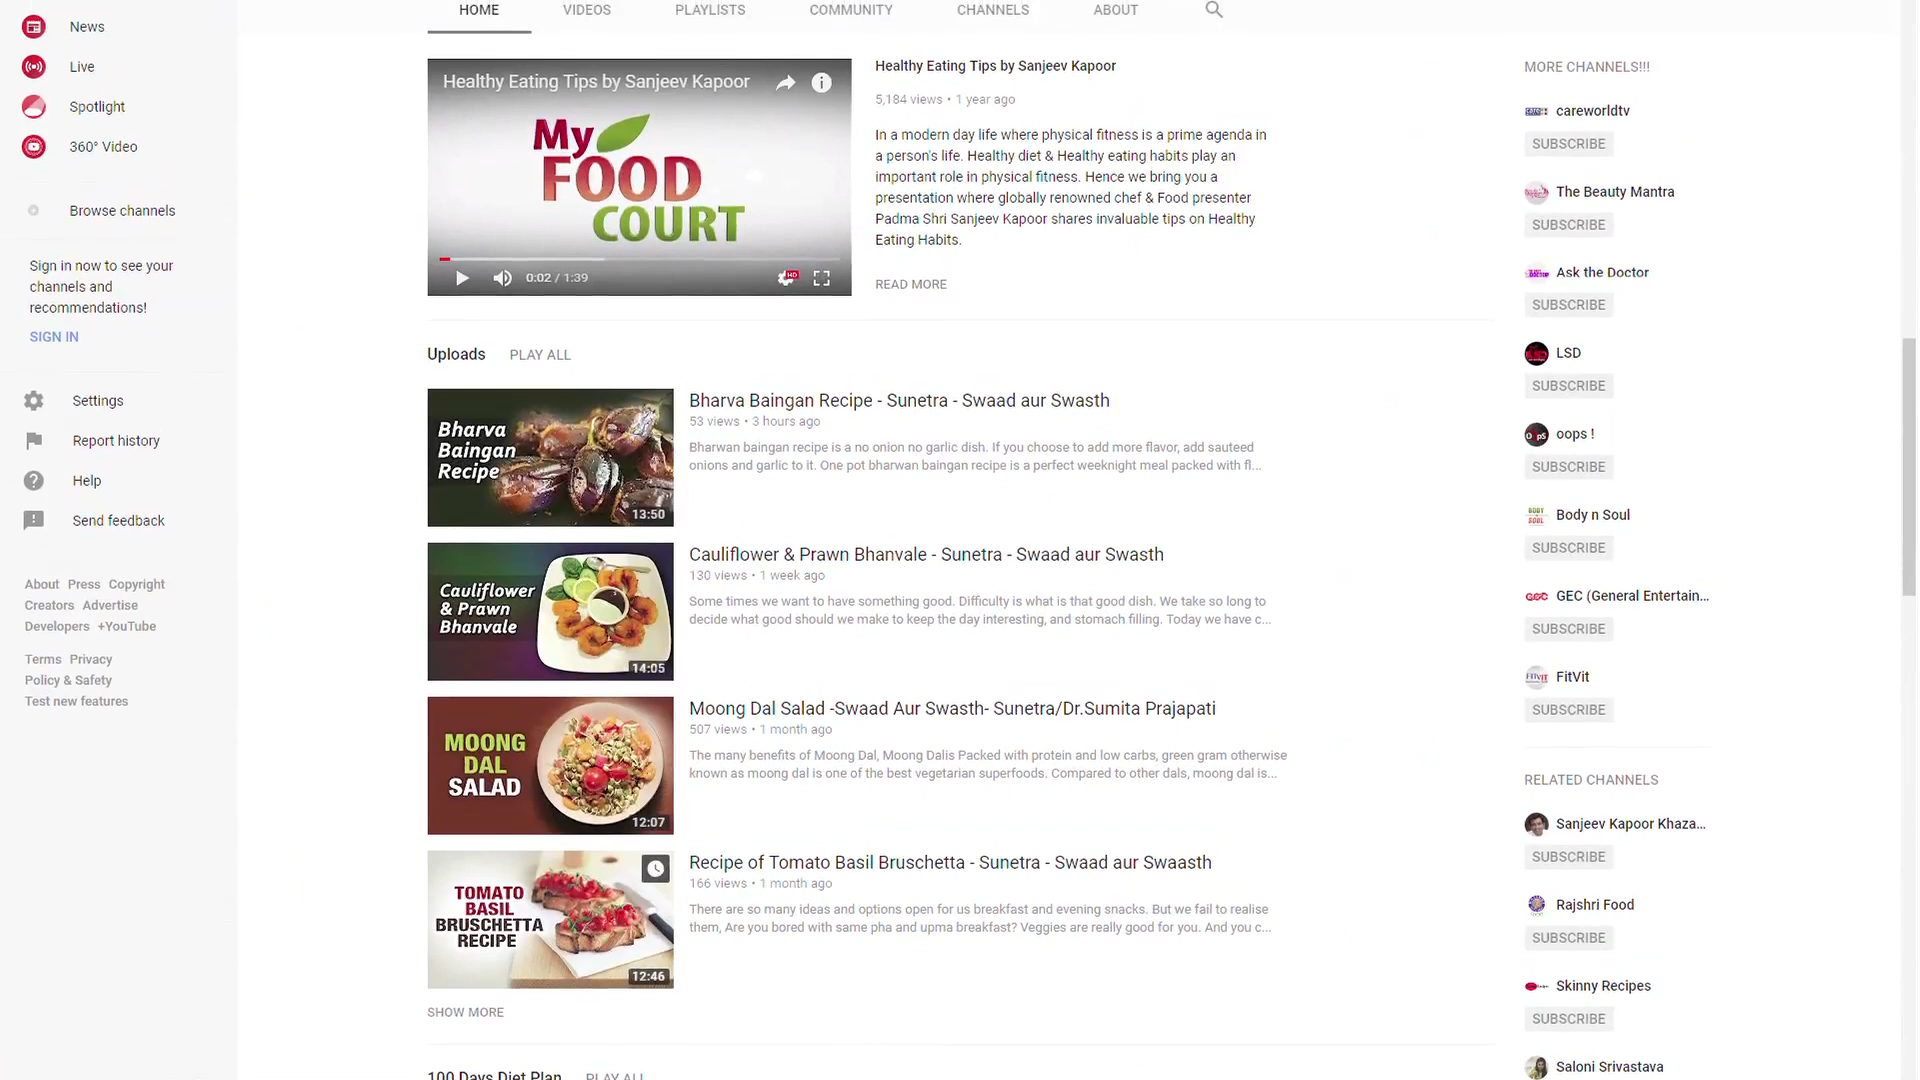 News
Live
Spotlight
360° Video
Browse channels
Sign in now to see your
channels and
recommendations!
SIGN IN
Settings
Report history
Help
Send feedback
About Press Copyright
Creators Advertise
Developers +YouTube
Terms Privacy
Policy & Safety
Test new features
HOME VIDEOS PLAYLISTS COMMUNITY CHANNELS ABOUT
Healthy Eating Tips by Sanjeev Kapoor
My
FOOD
COURT
0:02 / 1:39
HD
Healthy Eating Tips by Sanjeev Kapoor
5,184 views • 1 year ago
In a modern day life where physical fitness is a prime agenda in
a person's life. Healthy diet & Healthy eating habits play an
important role in physical fitness. Hence we bring you a
presentation where globally renowned chef & Food presenter
Padma Shri Sanjeev Kapoor shares invaluable tips on Healthy
Eating Habits.
READ MORE
Uploads PLAY ALL
Bharva
Baingan
Recipe
13:50
Bharva Baingan Recipe - Sunetra - Swaad aur Swasth
53 views • 3 hours ago
Bharwan baingan recipe is a no onion no garlic dish. If you choose to add more flavor, add sauteed
onions and garlic to it. One pot bharwan baingan recipe is a perfect weeknight meal packed with fl...
Cauliflower
& Prawn
Bhanvale
14:05
Cauliflower & Prawn Bhanvale - Sunetra - Swaad aur Swasth
130 views • 1 week ago
Some times we want to have something good. Difficulty is what is that good dish. We take so long to
decide what good should we make to keep the day interesting, and stomach filling. Today we have c...
MOONG
DAL
SALAD
12:07
Moong Dal Salad -Swaad Aur Swasth- Sunetra/Dr.Sumita Prajapati
507 views • 1 month ago
The many benefits of Moong Dal, Moong Dalis Packed with protein and low carbs, green gram otherwise
known as moong dal is one of the best vegetarian superfoods. Compared to other dals, moong dal is...
TOMATO
BASIL
BRUSCHETTA
RECIPE
12:46
Recipe of Tomato Basil Bruschetta - Sunetra - Swaad aur Swaasth
166 views • 1 month ago
There are so many ideas and options open for us breakfast and evening snacks. But we fail to realise
them, Are you bored with same pha and upma breakfast? Veggies are really good for you. And you c...
SHOW MORE
100 Days Diet Plan PLAY ALL
MORE CHANNELS!!!
careworldtv
SUBSCRIBE
The Beauty Mantra
SUBSCRIBE
Ask the Doctor
SUBSCRIBE
LSD
SUBSCRIBE
oops !
SUBSCRIBE
Body n Soul
SUBSCRIBE
GEC (General Entertain...
SUBSCRIBE
FitVit
SUBSCRIBE
RELATED CHANNELS
Sanjeev Kapoor Khaza...
SUBSCRIBE
Rajshri Food
SUBSCRIBE
Skinny Recipes
SUBSCRIBE
Saloni Srivastava